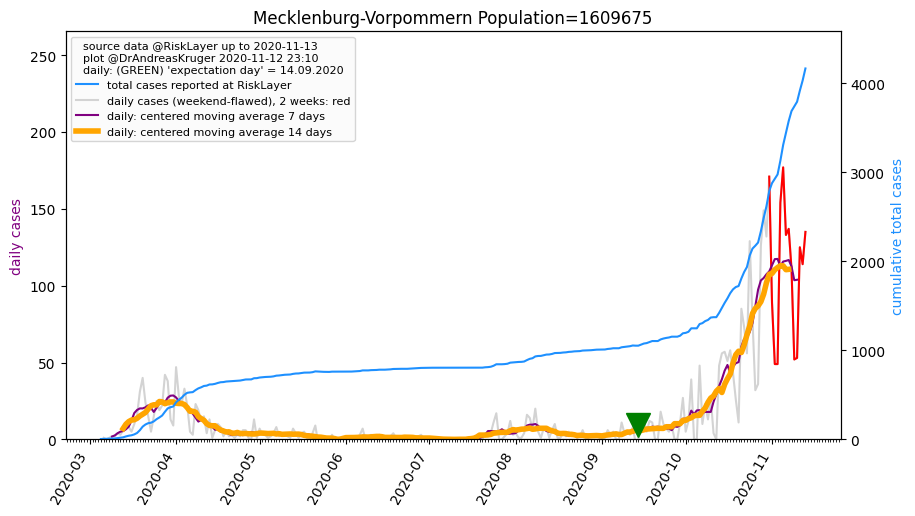 Mecklenburg-Vorpommern Population=1609675
source data @RiskLayer up to 2020-11-13
plot @DrAndreasKruger 2020-11-12 23:10
daily: (GREEN) 'expectation day' = 14.09.2020
total cases reported at RiskLayer
daily cases (weekend-flawed), 2 weeks: red
daily: centered moving average 7 days
daily: centered moving average 14 days
daily cases
250
200
150
100
50
0
cumulative total cases
4000
3000
2000
1000
0
2020-03
2020-04
2020-05
2020-06
2020-07
2020-08
2020-09
2020-10
2020-11